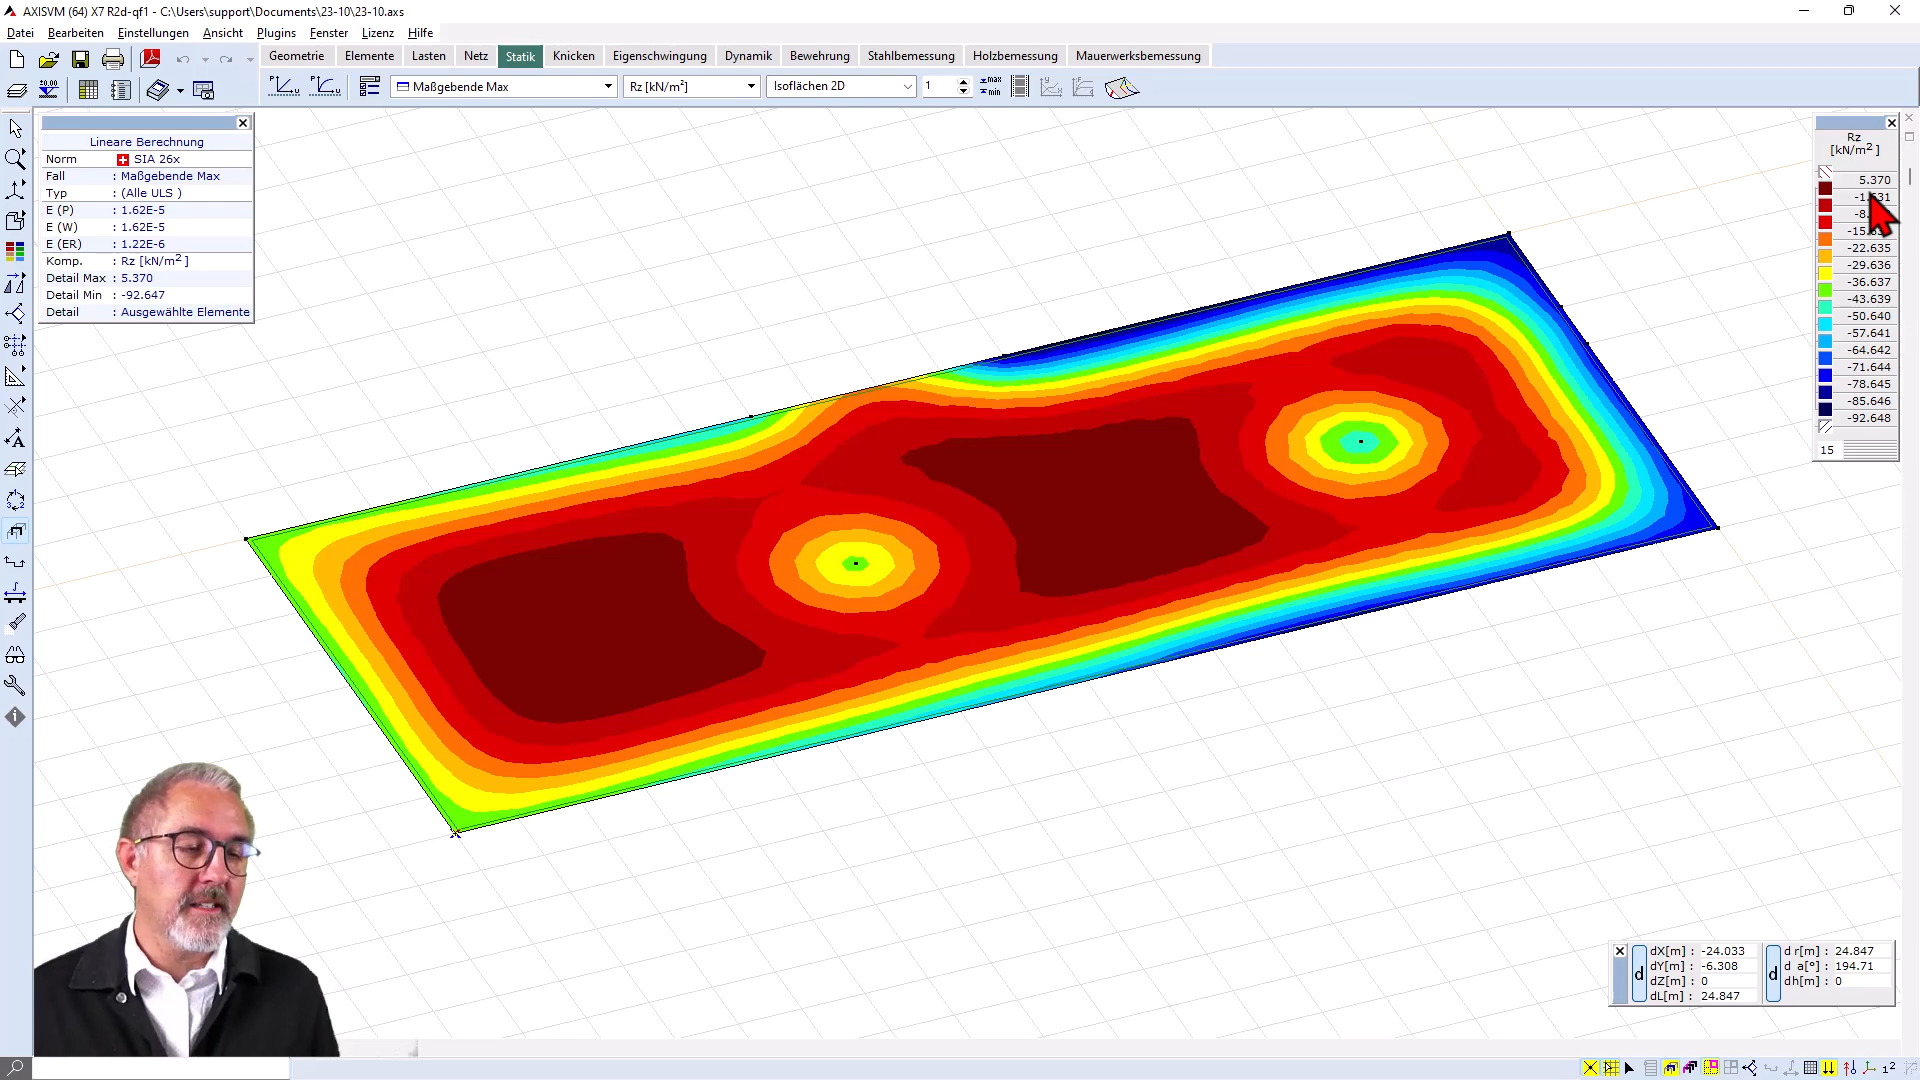 AXISVM (64) X7 R2d-qf1 - C:\Users\support\Documents\23-10\23-10.axs
Datei Bearbeiten Einstellungen Ansicht Plugins Fenster Lizenz Hilfe
Geometrie Elemente Lasten Netz Statik Knicken Eigenschwingung Dynamik Bewehrung Stahlbemessung Holzbemessung Mauerwerksbemessung
Maßgebende Max Rz [kN/m²] Isoflächen 2D 1 max min
Lineare Berechnung
Norm SIA 26x
Fall : Maßgebende Max
Typ : (Alle ULS )
E (P) : 1.62E-5
E (W) : 1.62E-5
E (ER) : 1.22E-6
Komp. : Rz [kN/m² ]
Detail Max : 5.370
Detail Min : -92.647
Detail : Ausgewählte Elemente
Rz
[kN/m² ]
5.370
-22.635
-29.636
-36.637
-43.639
-50.640
-57.641
-64.642
-71.644
-78.645
-85.646
-92.648
15
dX[m] : -24.033
dY[m] : -6.308
dZ[m] : 0
dL[m] : 24.847
d
d r[m] : 24.847
d a[°] : 194.71
dh[m] : 0
d